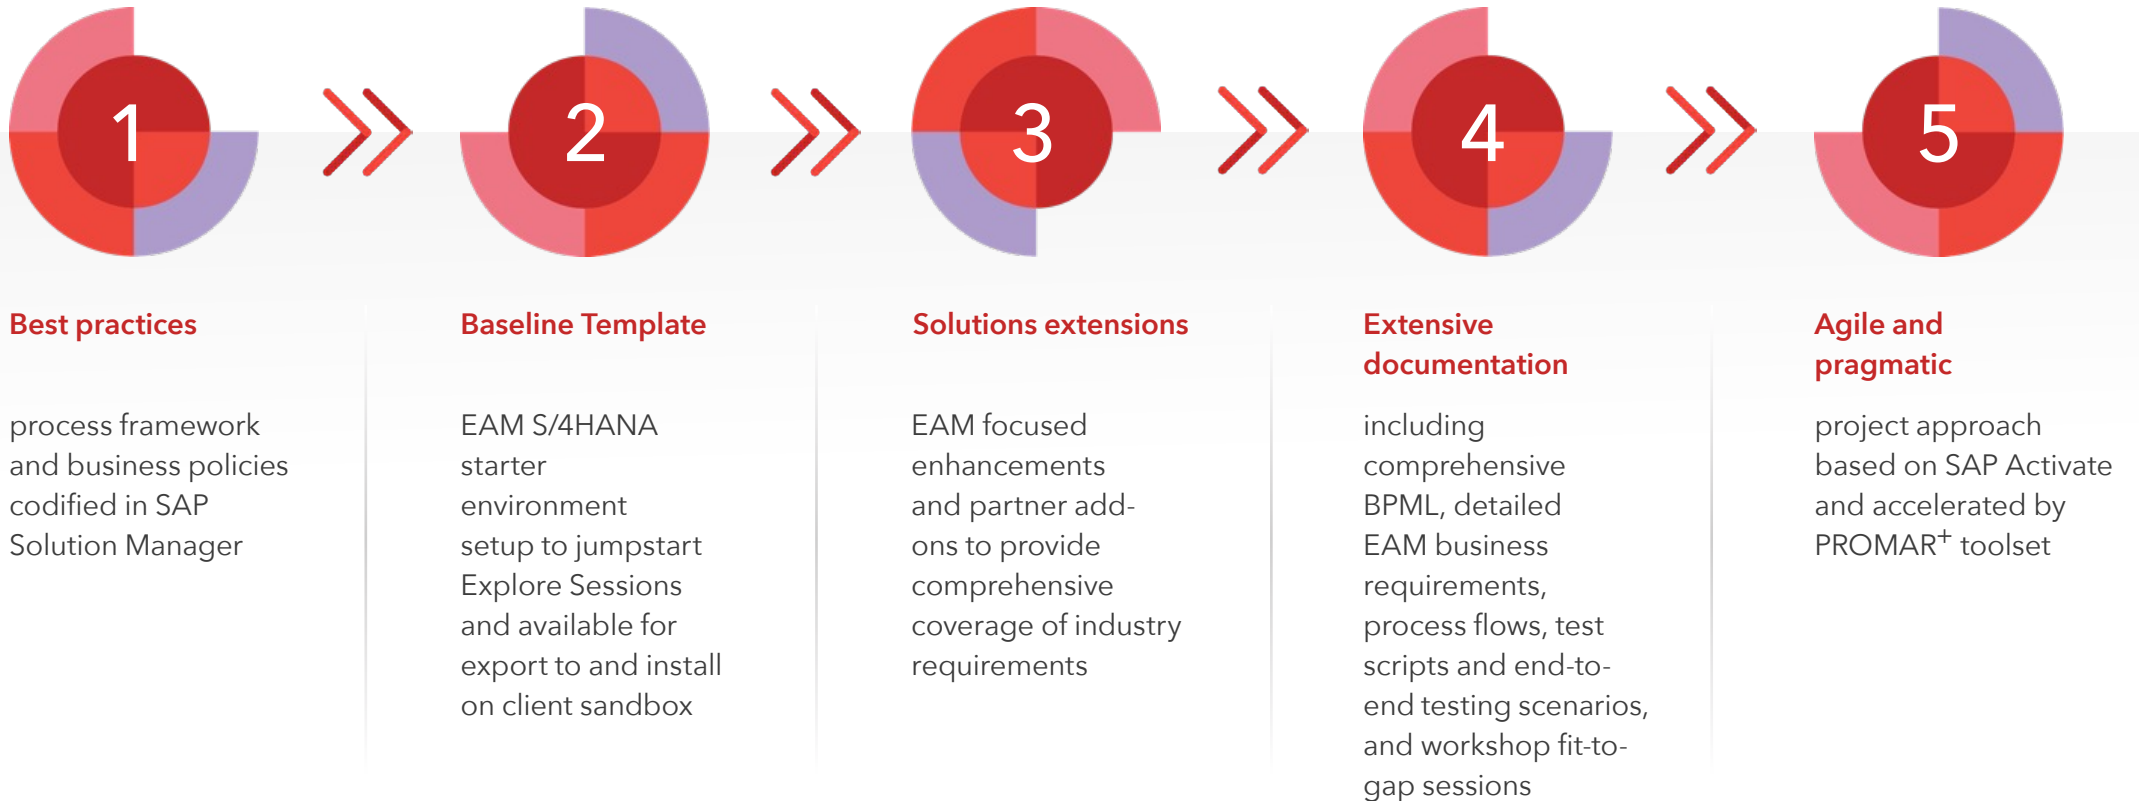 1
Best practices
process framework
and business policies
codified in SAP
Solution Manager
2
Baseline Template
EAM S/4HANA
starter
environment
setup to jumpstart
Explore Sessions
and available for
export to and install
on client sandbox
3
Solutions extensions
EAM focused
enhancements
and partner add-
ons to provide
comprehensive
coverage of industry
requirements
4
Extensive
documentation
including
comprehensive
BPML, detailed
EAM business
requirements,
process flows, test
scripts and end-to-
end testing scenarios,
and workshop fit-to-
gap sessions
5
Agile and
pragmatic
project approach
based on SAP Activate
and accelerated by
PROMAR⁺ toolset